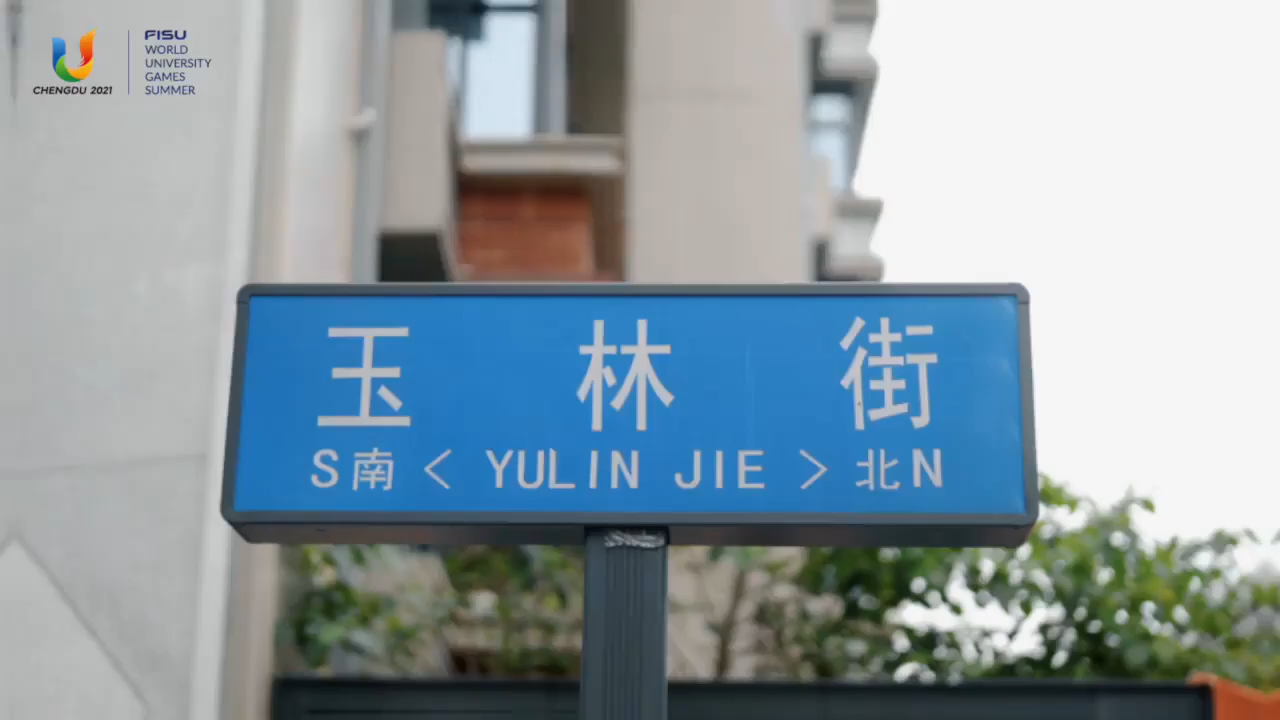 CHENGDU 2021
FISU
WORLD
UNIVERSITY
GAMES
SUMMER
玉林街
S南 < YULIN JIE > 北N